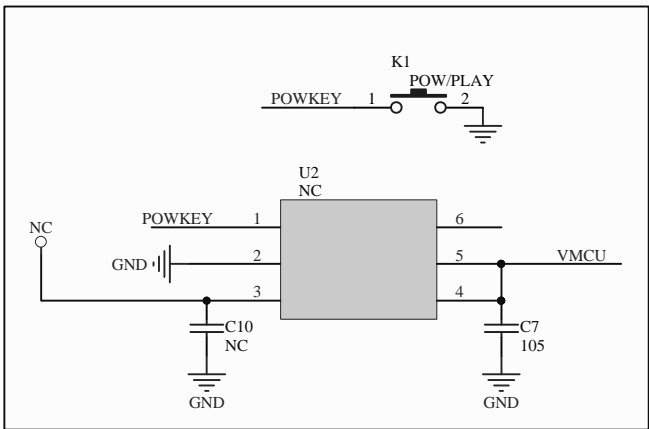 K1
POW/PLAY
POWKEY 1 2
U2
NC
POWKEY 1 6
NC
GND 2 5 VMCU
3 4
C10 C7
NC 105
GND GND